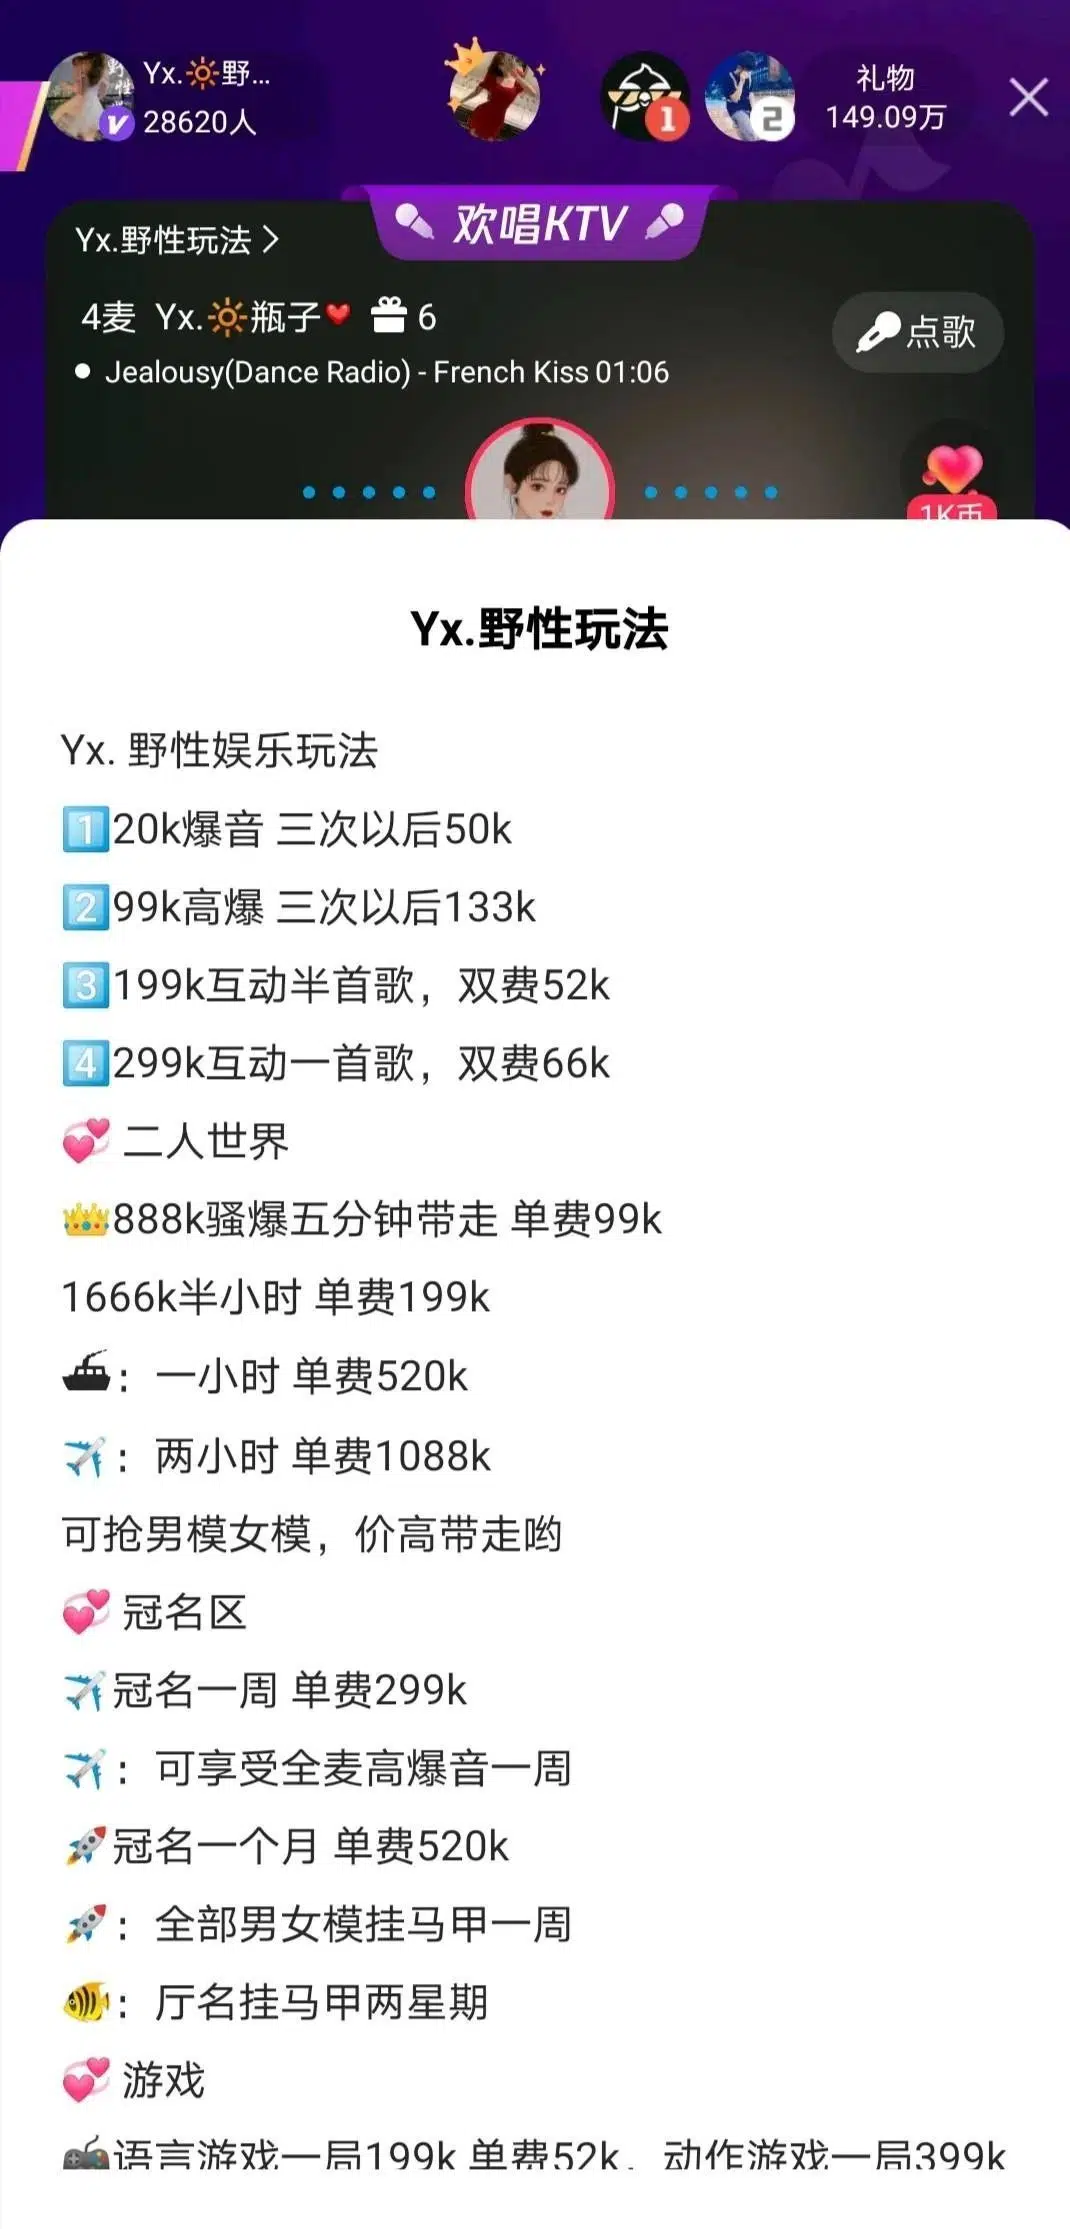 Yx.🔆野...
28620人
1
2
礼物
149.09万
欢唱KTV
Yx.野性玩法
4麦 Yx.🔆瓶子❤ 6
点歌
Jealousy(Dance Radio) - French Kiss 01:06
1K币
Yx.野性玩法
Yx. 野性娱乐玩法
1️⃣20k爆音 三次以后50k
2️⃣99k高爆 三次以后133k
3️⃣199k互动半首歌，双费52k
4️⃣299k互动一首歌，双费66k
💞 二人世界
👑888k骚爆五分钟带走 单费99k
1666k半小时 单费199k
⛴：一小时 单费520k
✈️：两小时 单费1088k
可抢男模女模，价高带走哟
💞 冠名区
✈️冠名一周 单费299k
✈️：可享受全麦高爆音一周
🚀冠名一个月 单费520k
🚀：全部男女模挂马甲一周
🐠：厅名挂马甲两星期
💞 游戏
🎮语言游戏一局199k 单费52k，动作游戏一局399k